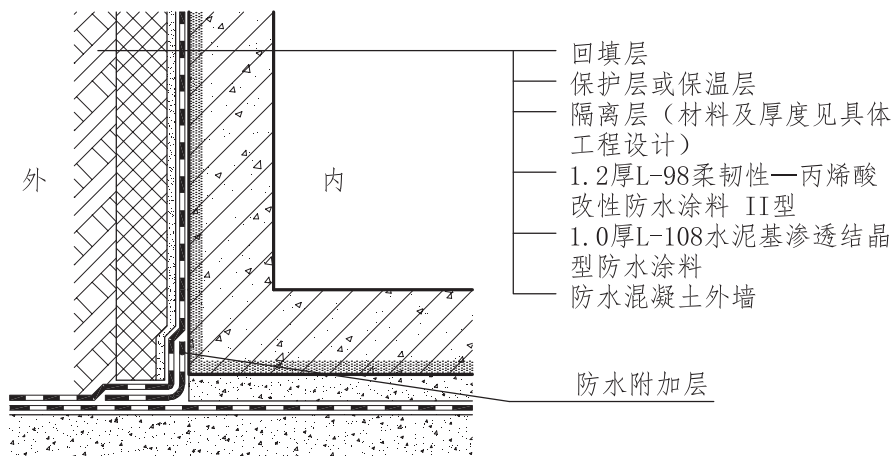 回填层
保护层或保温层
隔离层（材料及厚度见具体
工程设计）
外
内
1.2厚L-98柔韧性—丙烯酸
改性防水涂料 II型
1.0厚L-108水泥基渗透结晶
型防水涂料
防水混凝土外墙
防水附加层